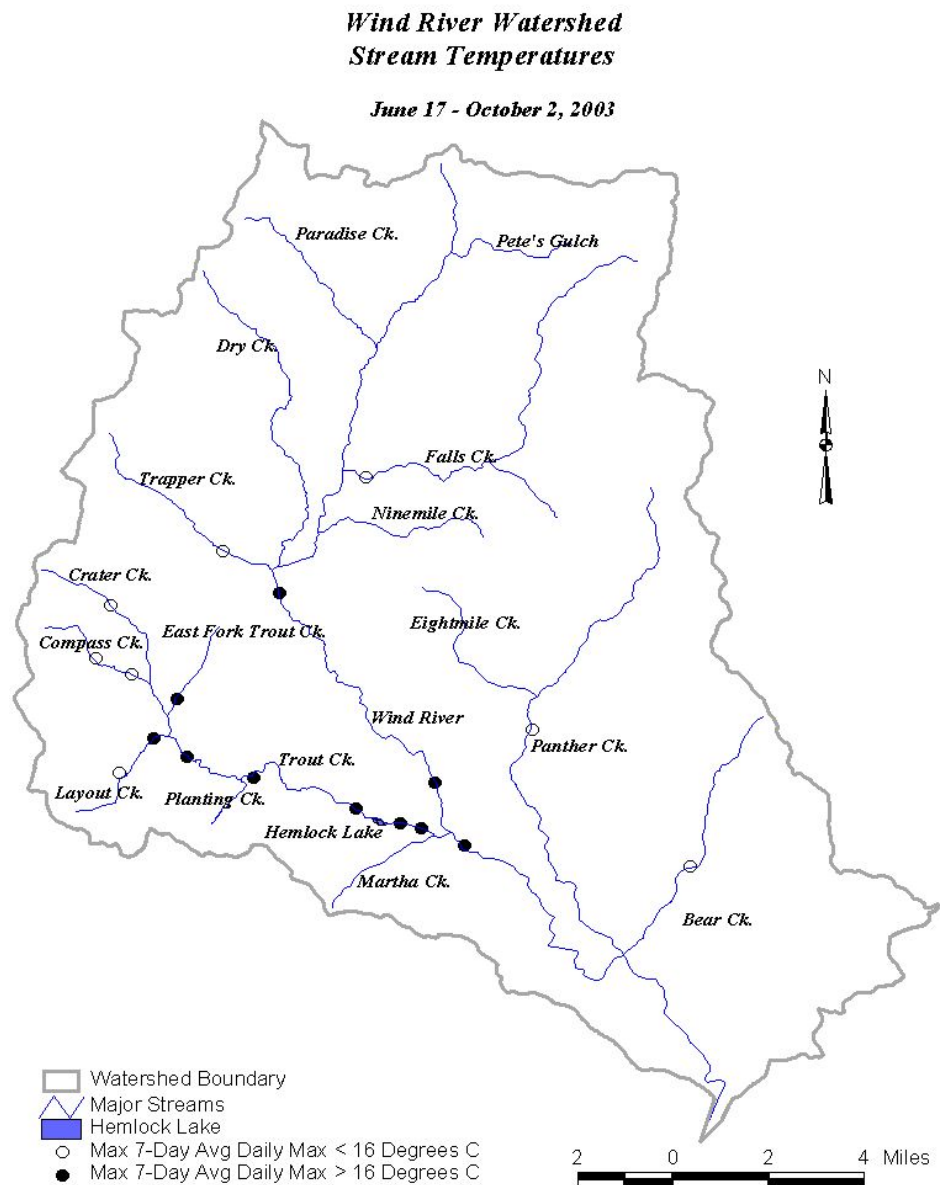 Wind River Watershed
Stream Temperatures
June 17 - October 2, 2003
Paradise Ck.
Pete's Gulch
Dry Ck.
Falls Ck.
Trapper Ck.
Ninemile Ck.
Crater Ck.
East Fork Trout Ck.
Eightmile Ck.
Compass Ck.
Wind River
Panther Ck.
Trout Ck.
Layout Ck.
Planting Ck.
Hemlock Lake
Martha Ck.
Bear Ck.
N
Watershed Boundary
Major Streams
Hemlock Lake
Max 7-Day Avg Daily Max < 16 Degrees C
Max 7-Day Avg Daily Max > 16 Degrees C
2 0 2 4 Miles